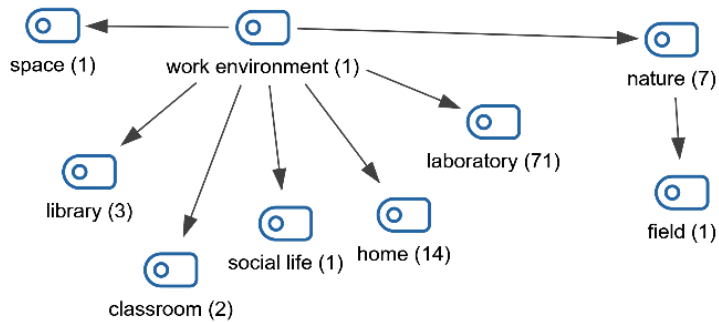 space (1)
work environment (1)
nature (7)
laboratory (71)
library (3)
social life (1)
home (14)
field (1)
classroom (2)